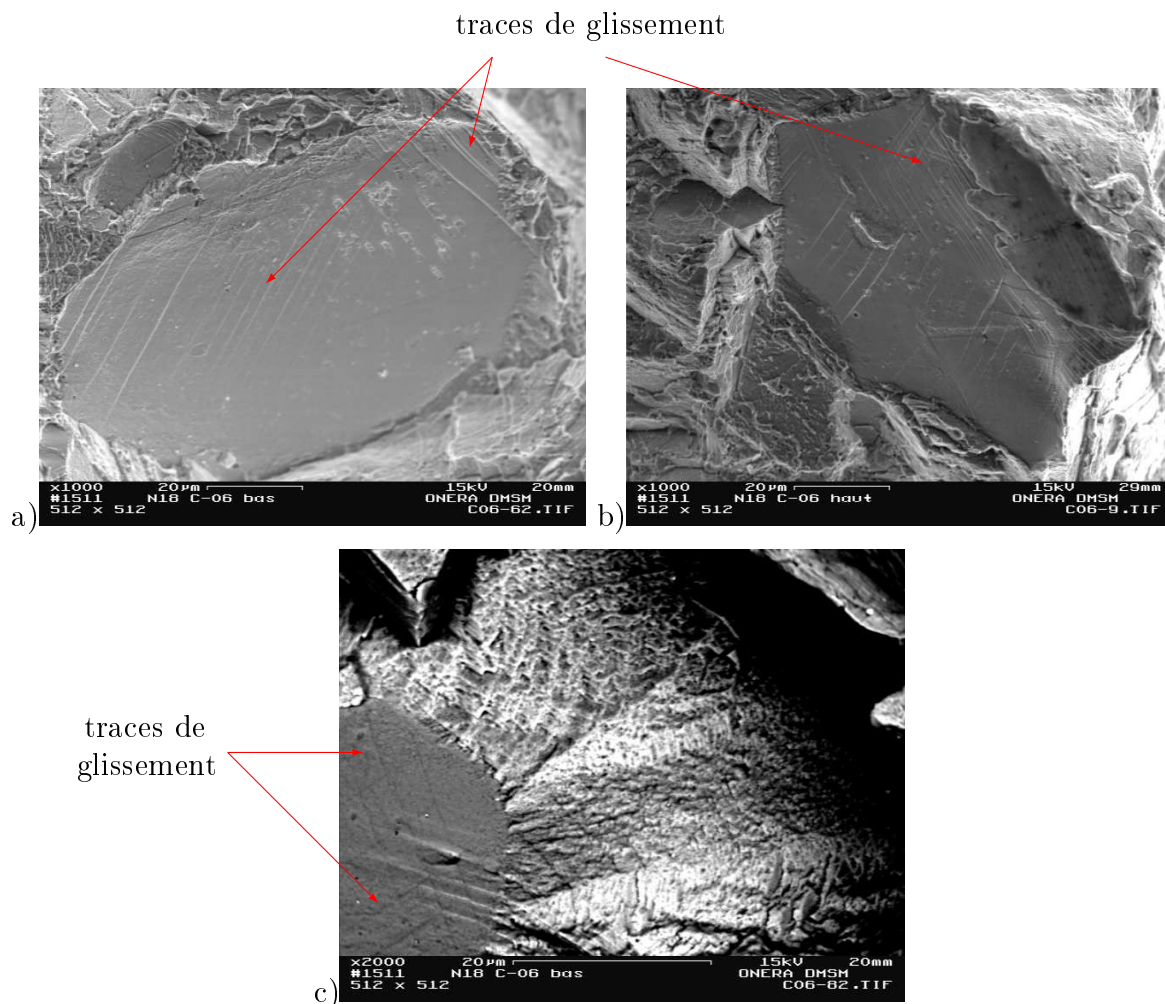 traces de glissement
x1000 20µm 15kV 20mm
#1511 N18 C-06 bas ONERA DMSM
512 x 512 C06-62.TIF
a)
x1000 20µm 15kV 29mm
#1511 N18 C-06 haut ONERA DMSM
512 x 512 C06-9.TIF
b)
traces de
glissement
x2000 20µm 15kV 20mm
#1511 N18 C-06 bas ONERA DMSM
512 x 512 C06-82.TIF
c)